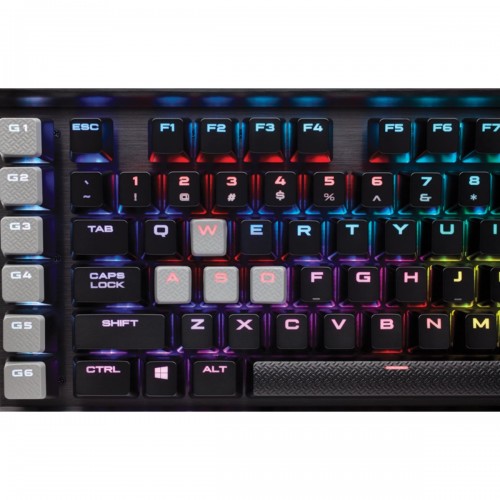 G1 ESC F1 F2 F3 F4 F5 F6 F7
G2 ~ ` ! 1 @ 2 # 3 $ 4 % 5 ^ 6 & 7 * 8
G3 TAB Q W E R T Y U I
G4 CAPS LOCK A S D F G H J
G5 SHIFT Z X C V B N M
G6 CTRL ALT